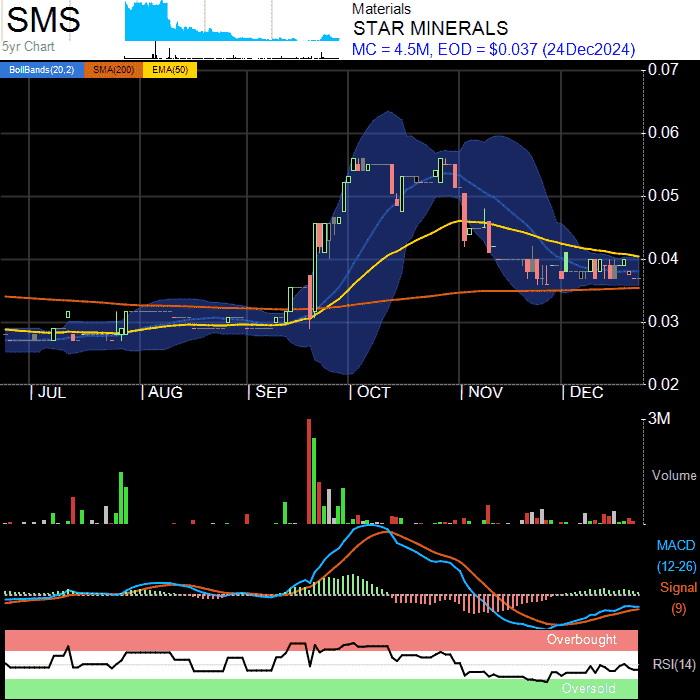 SMS
5yr Chart
Materials
STAR MINERALS
MC = 4.5M, EOD = $0.037 (24Dec2024)
BollBands(20,2) SMA(200) EMA(50)
0.07
0.06
0.05
0.04
0.03
0.02
JUL AUG SEP OCT NOV DEC
3M
Volume
MACD
(12-26)
Signal
(9)
Overbought
RSI(14)
Oversold